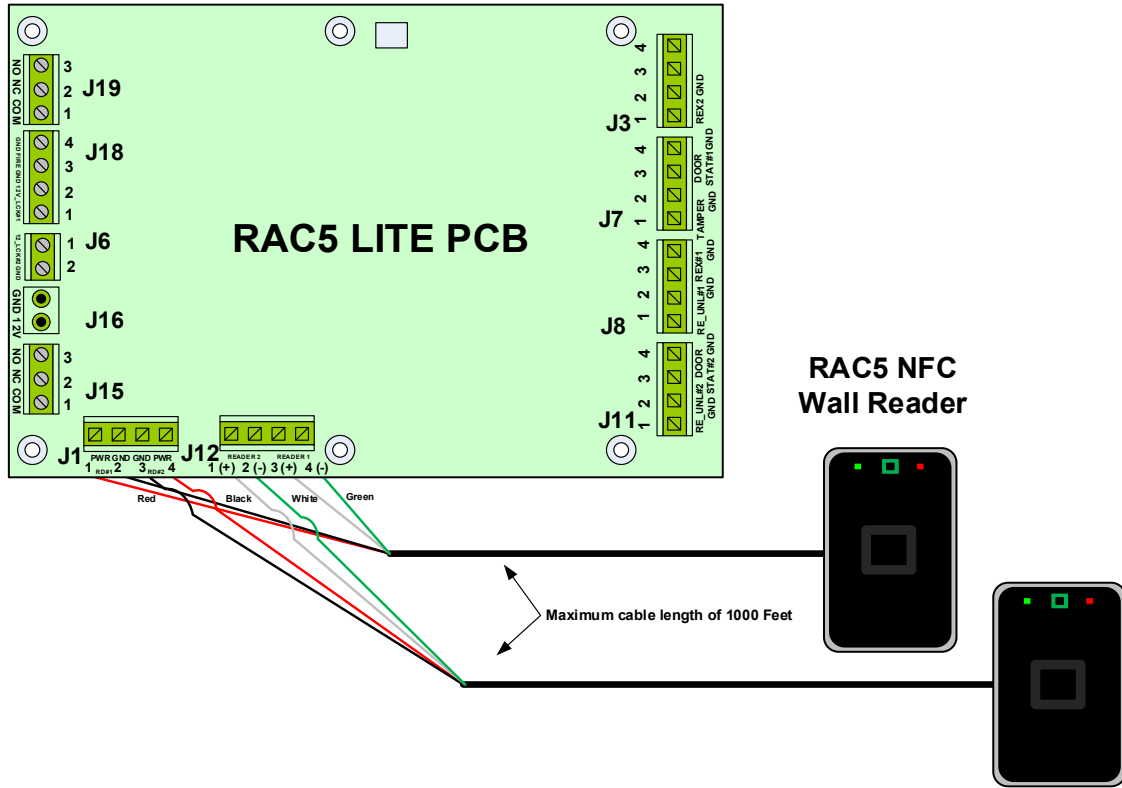 RAC5 LITE PCB
NO NC COM
3
2
1
J19
GND FIRE GND 12V_LCK#1
4
3
2
1
J18
12_LCK#2 GND
1
2
J6
GND 12V
J16
NO NC COM
3
2
1
J15
J1
PWR GND GND PWR
1 RD#1 2 3 RD#2 4
J12
READER 2 READER 1
1 (+) 2 (-) 3 (+) 4 (-)
Red
Black
White
Green
4
3
2
1
J3
REX2 GND
4
3
2
1
J7
DOOR
TAMPER GND STAT#1 GND
4
3
2
1
J8
RE_UNL#1 REX#1
GND GND
4
3
2
1
J11
RE_UNL#2 DOOR
GND STAT#2 GND
RAC5 NFC
Wall Reader
Maximum cable length of 1000 Feet